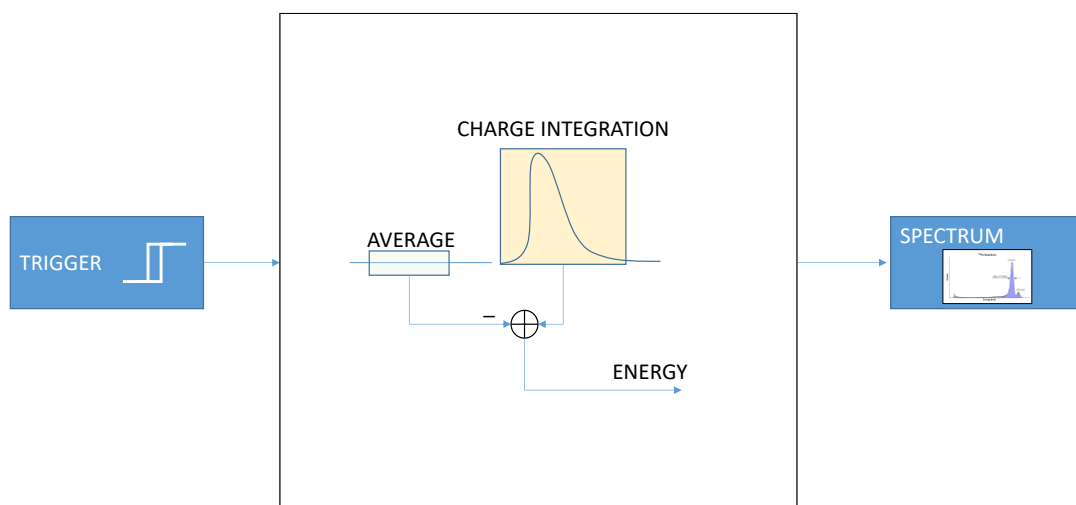 CHARGE INTEGRATION
AVERAGE
TRIGGER
SPECTRUM
–
ENERGY